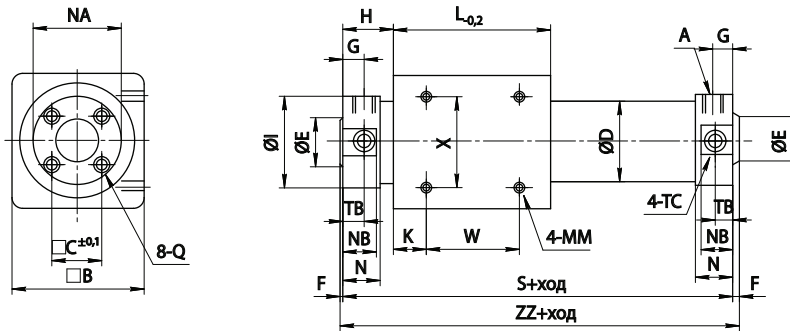 NA
H
L-0,2
G
A
G
ØI
ØE
X
ØD
ØE
TB
4-TC
TB
NB
K
W
4-MM
NB
□C±0,1
8-Q
N
N
□B
F
S+ход
F
ZZ+ход